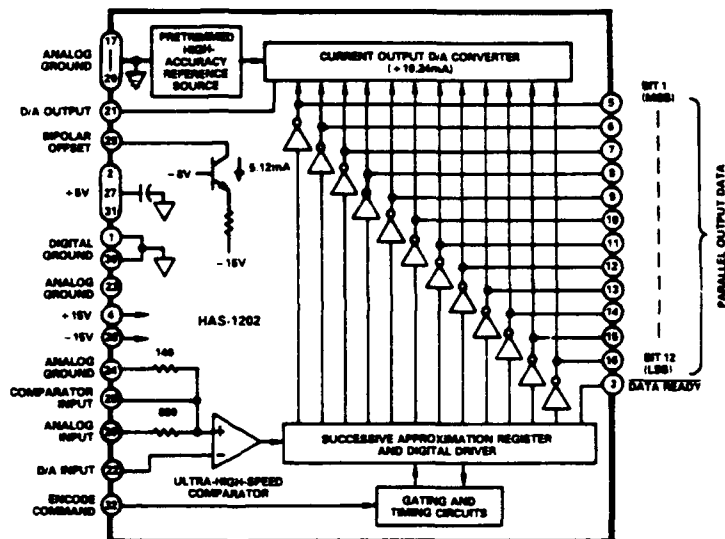 ANALOG
GROUND
17
20
PRETRIMMED
HIGH-
ACCURACY
REFERENCE
SOURCE
CURRENT OUTPUT D/A CONVERTER
(+10.24mA)
D/A OUTPUT
21
BIPOLAR
OFFSET
5.12mA
+5V
2
27
31
-15V
DIGITAL
GROUND
1
ANALOG
GROUND
+15V
4
-15V
HAS-1202
ANALOG
GROUND
24
COMPARATOR
INPUT
ANALOG
INPUT
D/A INPUT
22
+
-
ULTRA-HIGH-SPEED
COMPARATOR
ENCODE
COMMAND
32
SUCCESSIVE APPROXIMATION REGISTER
AND DIGITAL DRIVER
GATING AND
TIMING CIRCUITS
5
6
7
8
9
10
11
12
13
14
15
16
3
BIT 1
(MSB)
BIT 12
(LSB)
DATA READY
PARALLEL OUTPUT DATA